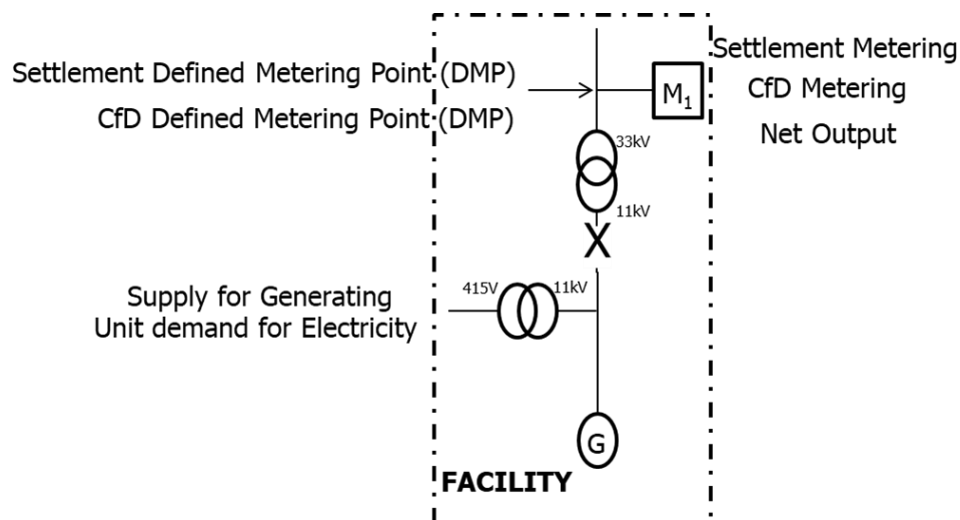 Settlement Defined Metering Point (DMP)
CfD Defined Metering Point (DMP)
M1
Settlement Metering
CfD Metering
Net Output
33kV
11kV
X
415V
11kV
Supply for Generating
Unit demand for Electricity
G
FACILITY